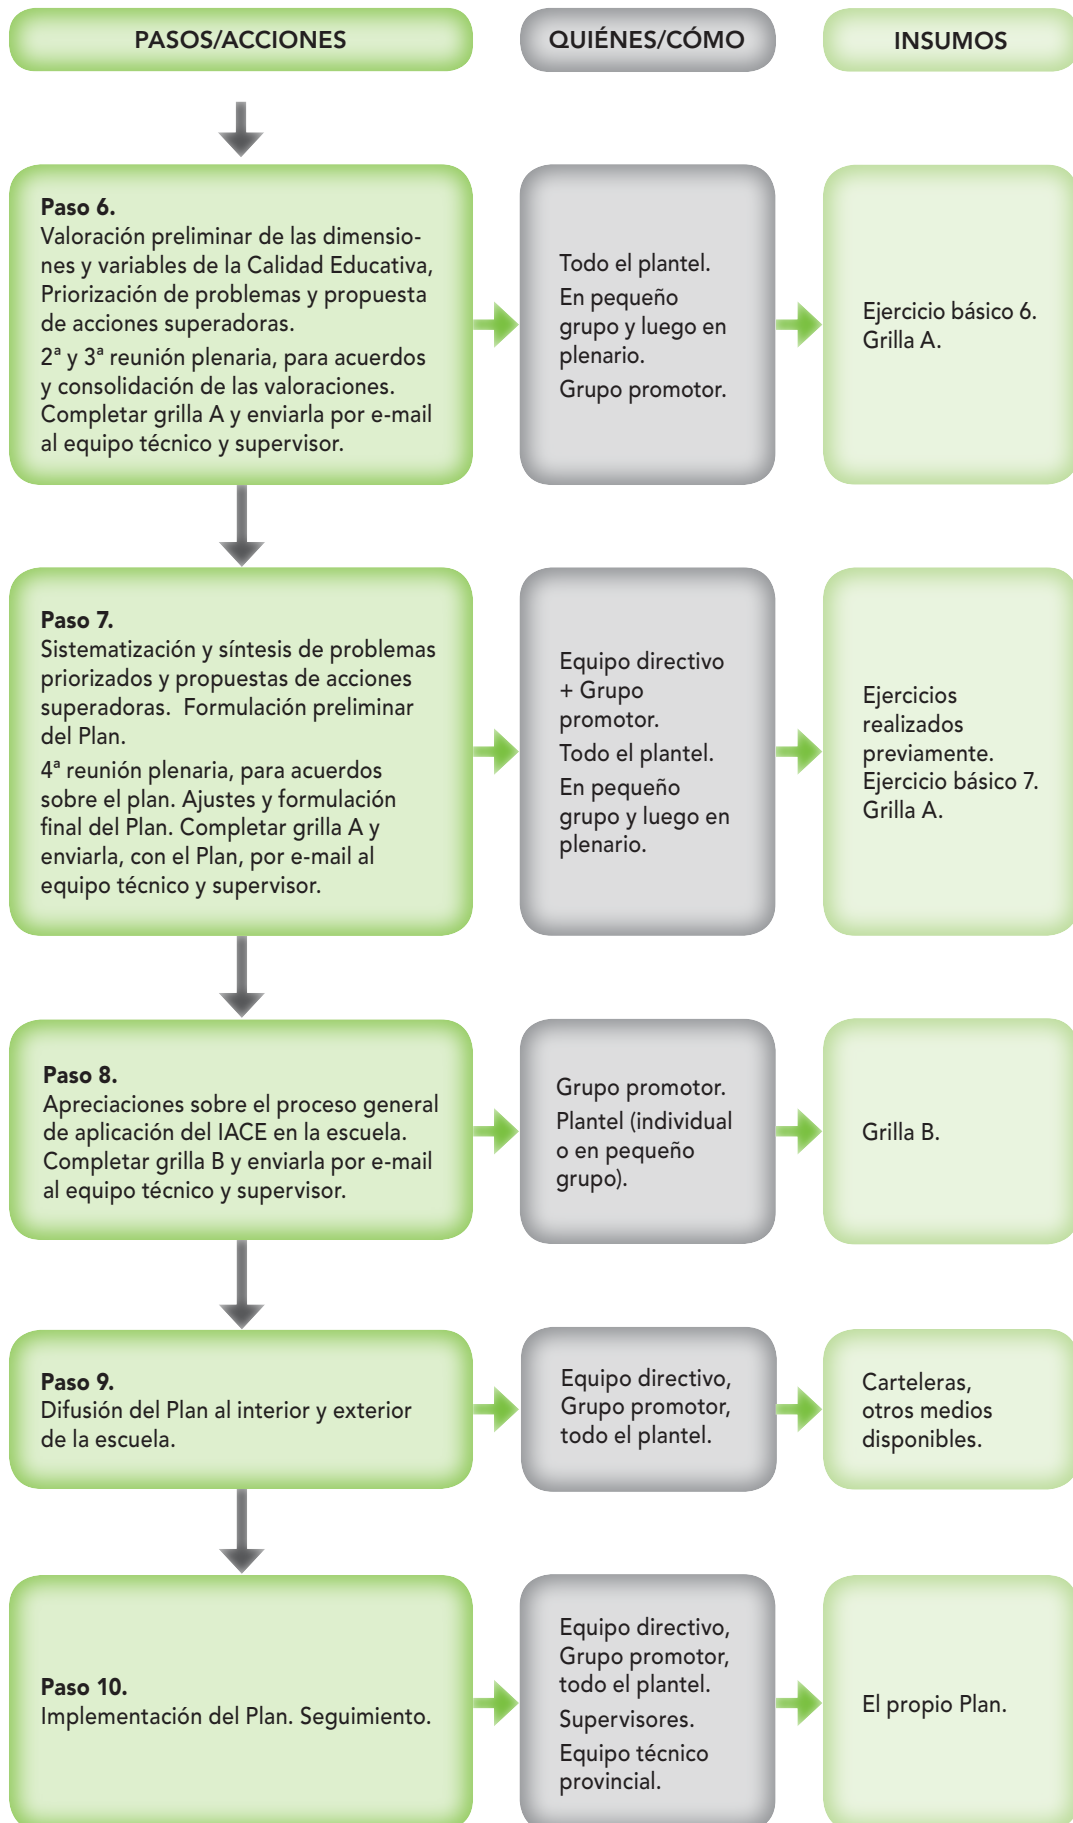 PASOS/ACCIONES
QUIÉNES/CÓMO
INSUMOS
Paso 6.
Valoración preliminar de las dimensio-
nes y variables de la Calidad Educativa,
Priorización de problemas y propuesta
de acciones superadoras.
2ª y 3ª reunión plenaria, para acuerdos
y consolidación de las valoraciones.
Completar grilla A y enviarla por e-mail
al equipo técnico y supervisor.
Todo el plantel.
En pequeño
grupo y luego en
plenario.
Grupo promotor.
Ejercicio básico 6.
Grilla A.
Paso 7.
Sistematización y síntesis de problemas
priorizados y propuestas de acciones
superadoras.  Formulación preliminar
del Plan.
4ª reunión plenaria, para acuerdos
sobre el plan. Ajustes y formulación
final del Plan. Completar grilla A y
enviarla, con el Plan, por e-mail al
equipo técnico y supervisor.
Equipo directivo
+ Grupo
promotor.
Todo el plantel.
En pequeño
grupo y luego en
plenario.
Ejercicios
realizados
previamente.
Ejercicio básico 7.
Grilla A.
Paso 8.
Apreciaciones sobre el proceso general
de aplicación del IACE en la escuela.
Completar grilla B y enviarla por e-mail
al equipo técnico y supervisor.
Grupo promotor.
Plantel (individual
o en pequeño
grupo).
Grilla B.
Paso 9.
Difusión del Plan al interior y exterior
de la escuela.
Equipo directivo,
Grupo promotor,
todo el plantel.
Carteleras,
otros medios
disponibles.
Paso 10.
Implementación del Plan. Seguimiento.
Equipo directivo,
Grupo promotor,
todo el plantel.
Supervisores.
Equipo técnico
provincial.
El propio Plan.